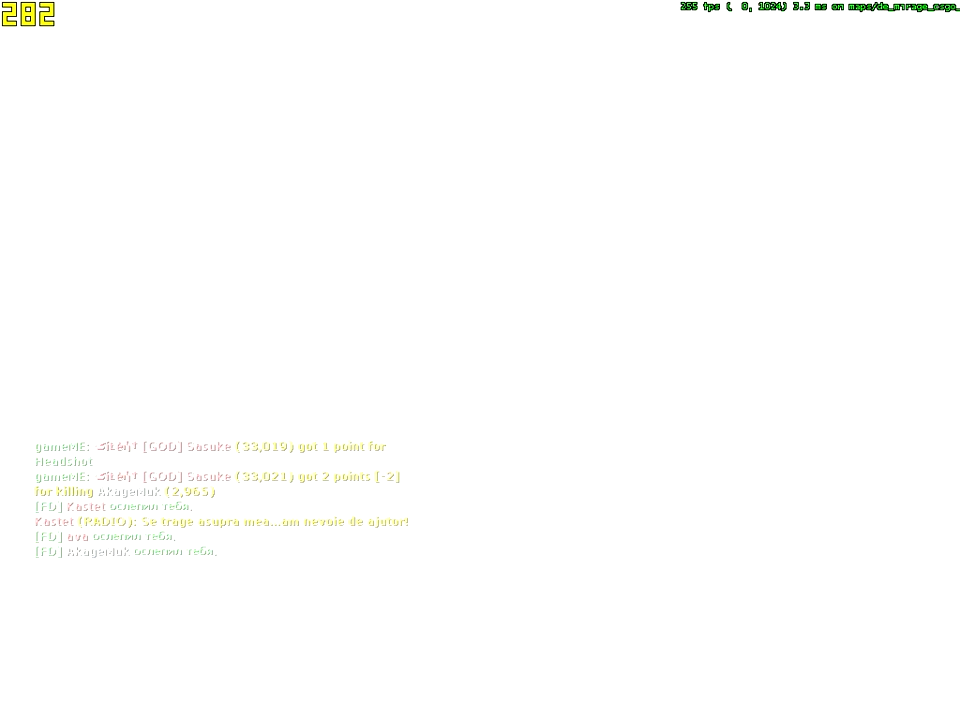 282
255 fps ( 0, 1024) 3.3 ms on maps/de_mirage_csgo_
gameME: [GOD] Sasuke (33,019) got 1 point for
Headshot
gameME: [GOD] Sasuke (33,021) got 2 points [-2]
for killing AkageMuk (2,965)
[FD] Kastet ослепил тебя.
Kastet (RADIO): Se trage asupra mea...am nevoie de ajutor!
[FD] ava ослепил тебя.
[FD] AkageMuk ослепил тебя.